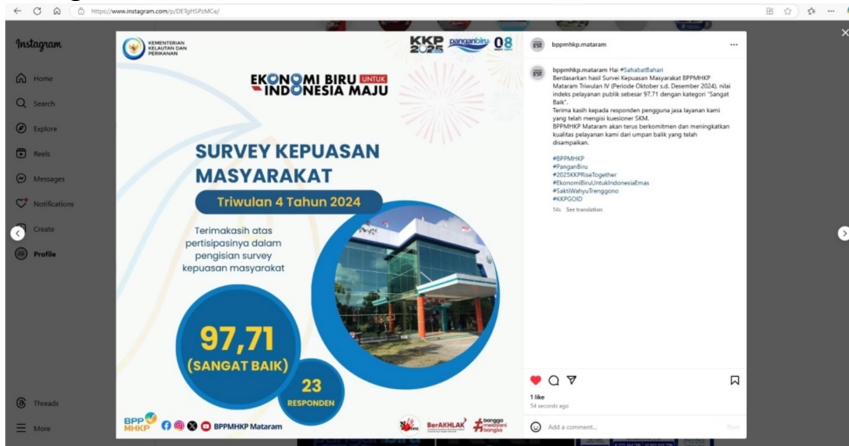 https://www.instagram.com/p/DETgHSPzMCe/
Instagram
Home
Search
Explore
Reels
Messages
Notifications
Create
Profile
Threads
More
KEMENTERIAN
KELAUTAN DAN
PERIKANAN
KKP
2025
panganbiru
08
EKONOMI BIRU UNTUK
INDONESIA MAJU
SURVEY KEPUASAN
MASYARAKAT
Triwulan 4 Tahun 2024
Terimakasih atas
pertisipasinya dalam
pengisian survey
kepuasan masyarakat
97,71
(SANGAT BAIK)
23
RESPONDEN
BPP
MHKP
BPPMHKP Mataram
BerAKHLAK
#bangga
melayani
bangsa
bppmhkp.mataram
bppmhkp.mataram Hai #SahabatBahari
Berdasarkan hasil Survei Kepuasan Masyarakat BPPMHKP
Mataram Triwulan IV (Periode Oktober s.d. Desember 2024), nilai
indeks pelayanan publik sebesar 97,71 dengan kategori "Sangat
Baik".
Terima kasih kepada responden pengguna jasa layanan kami
yang telah mengisi kuesioner SKM.
BPPMHKP Mataram akan terus berkomitmen dan meningkatkan
kualitas pelayanan kami dari umpan balik yang telah
disampaikan.
#BPPMHKP
#PanganBiru
#2025KKPRiseTogether
#EkonomiBiruUntukIndonesiaEmas
#SaktiWahyuTrenggono
#KKPGOID
54s See translation
1 like
54 seconds ago
Add a comment...
Post